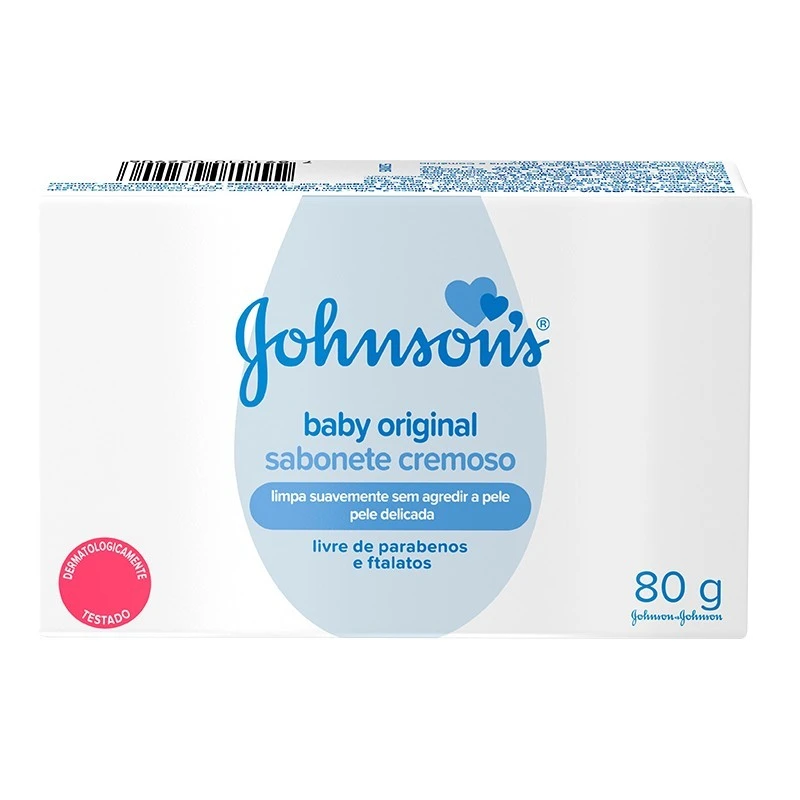 Johnson's®
baby original
sabonete cremoso
limpa suavemente sem agredir a pele
pele delicada
livre de parabenos
e ftalatos
DERMATOLOGICAMENTE
TESTADO
80 g
Johnson & Johnson